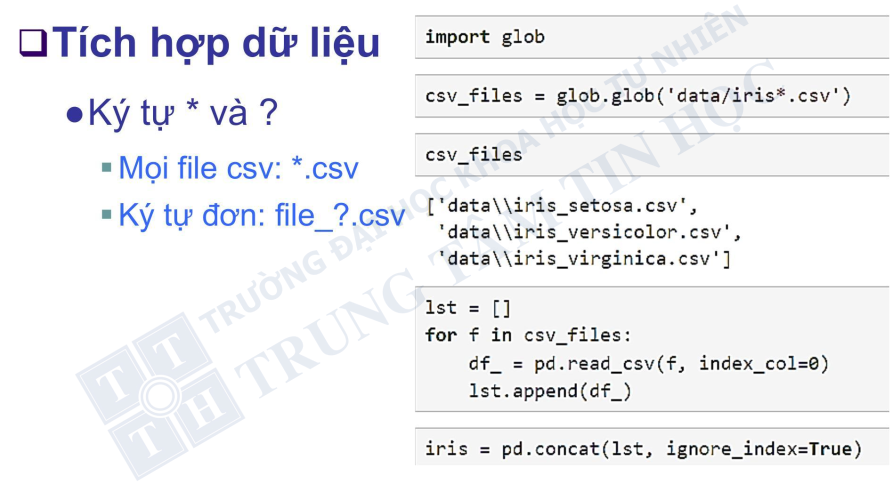 Tích hợp dữ liệu
Ký tự * và ?
Mọi file csv: *.csv
Ký tự đơn: file_?.csv
import glob
csv_files = glob.glob('data/iris*.csv')
csv_files
['data\\iris_setosa.csv',
'data\\iris_versicolor.csv',
'data\\iris_virginica.csv']
lst = []
for f in csv_files:
df_ = pd.read_csv(f, index_col=0)
lst.append(df_)
iris = pd.concat(lst, ignore_index=True)
TRƯỜNG ĐẠI HỌC KHOA HỌC TỰ NHIÊN
TRUNG TÂM TIN HỌC
T T
T H